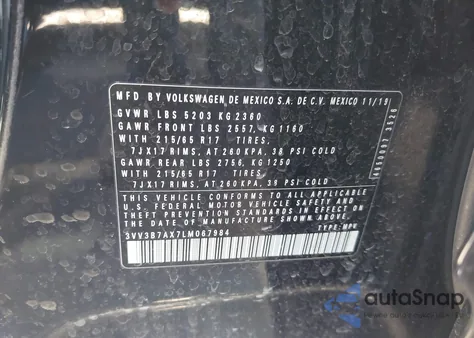 MFD BY VOLKSWAGEN DE MEXICO S.A. DE C.V. MEXICO 11/19
GVWR LBS 5203 KG 2360
GAWR FRONT LBS 2557, KG 1160
WITH 215/65 R17 TIRES,
7JX17 RIMS, AT 260 KPA, 38 PSI COLD
GAWR REAR LBS 2756, KG 1250
WITH 215/65 R17 TIRES,
7JX17 RIMS, AT 260 KPA, 38 PSI COLD
THIS VEHICLE CONFORMS TO ALL APPLICABLE
U.S. FEDERAL MOTOR VEHICLE SAFETY AND
THEFT PREVENTION STANDARDS IN EFFECT ON
THE DATE OF MANUFACTURE SHOWN ABOVE.
3VV3B7AX7LM067984 TYPE: MPV
autoSnap